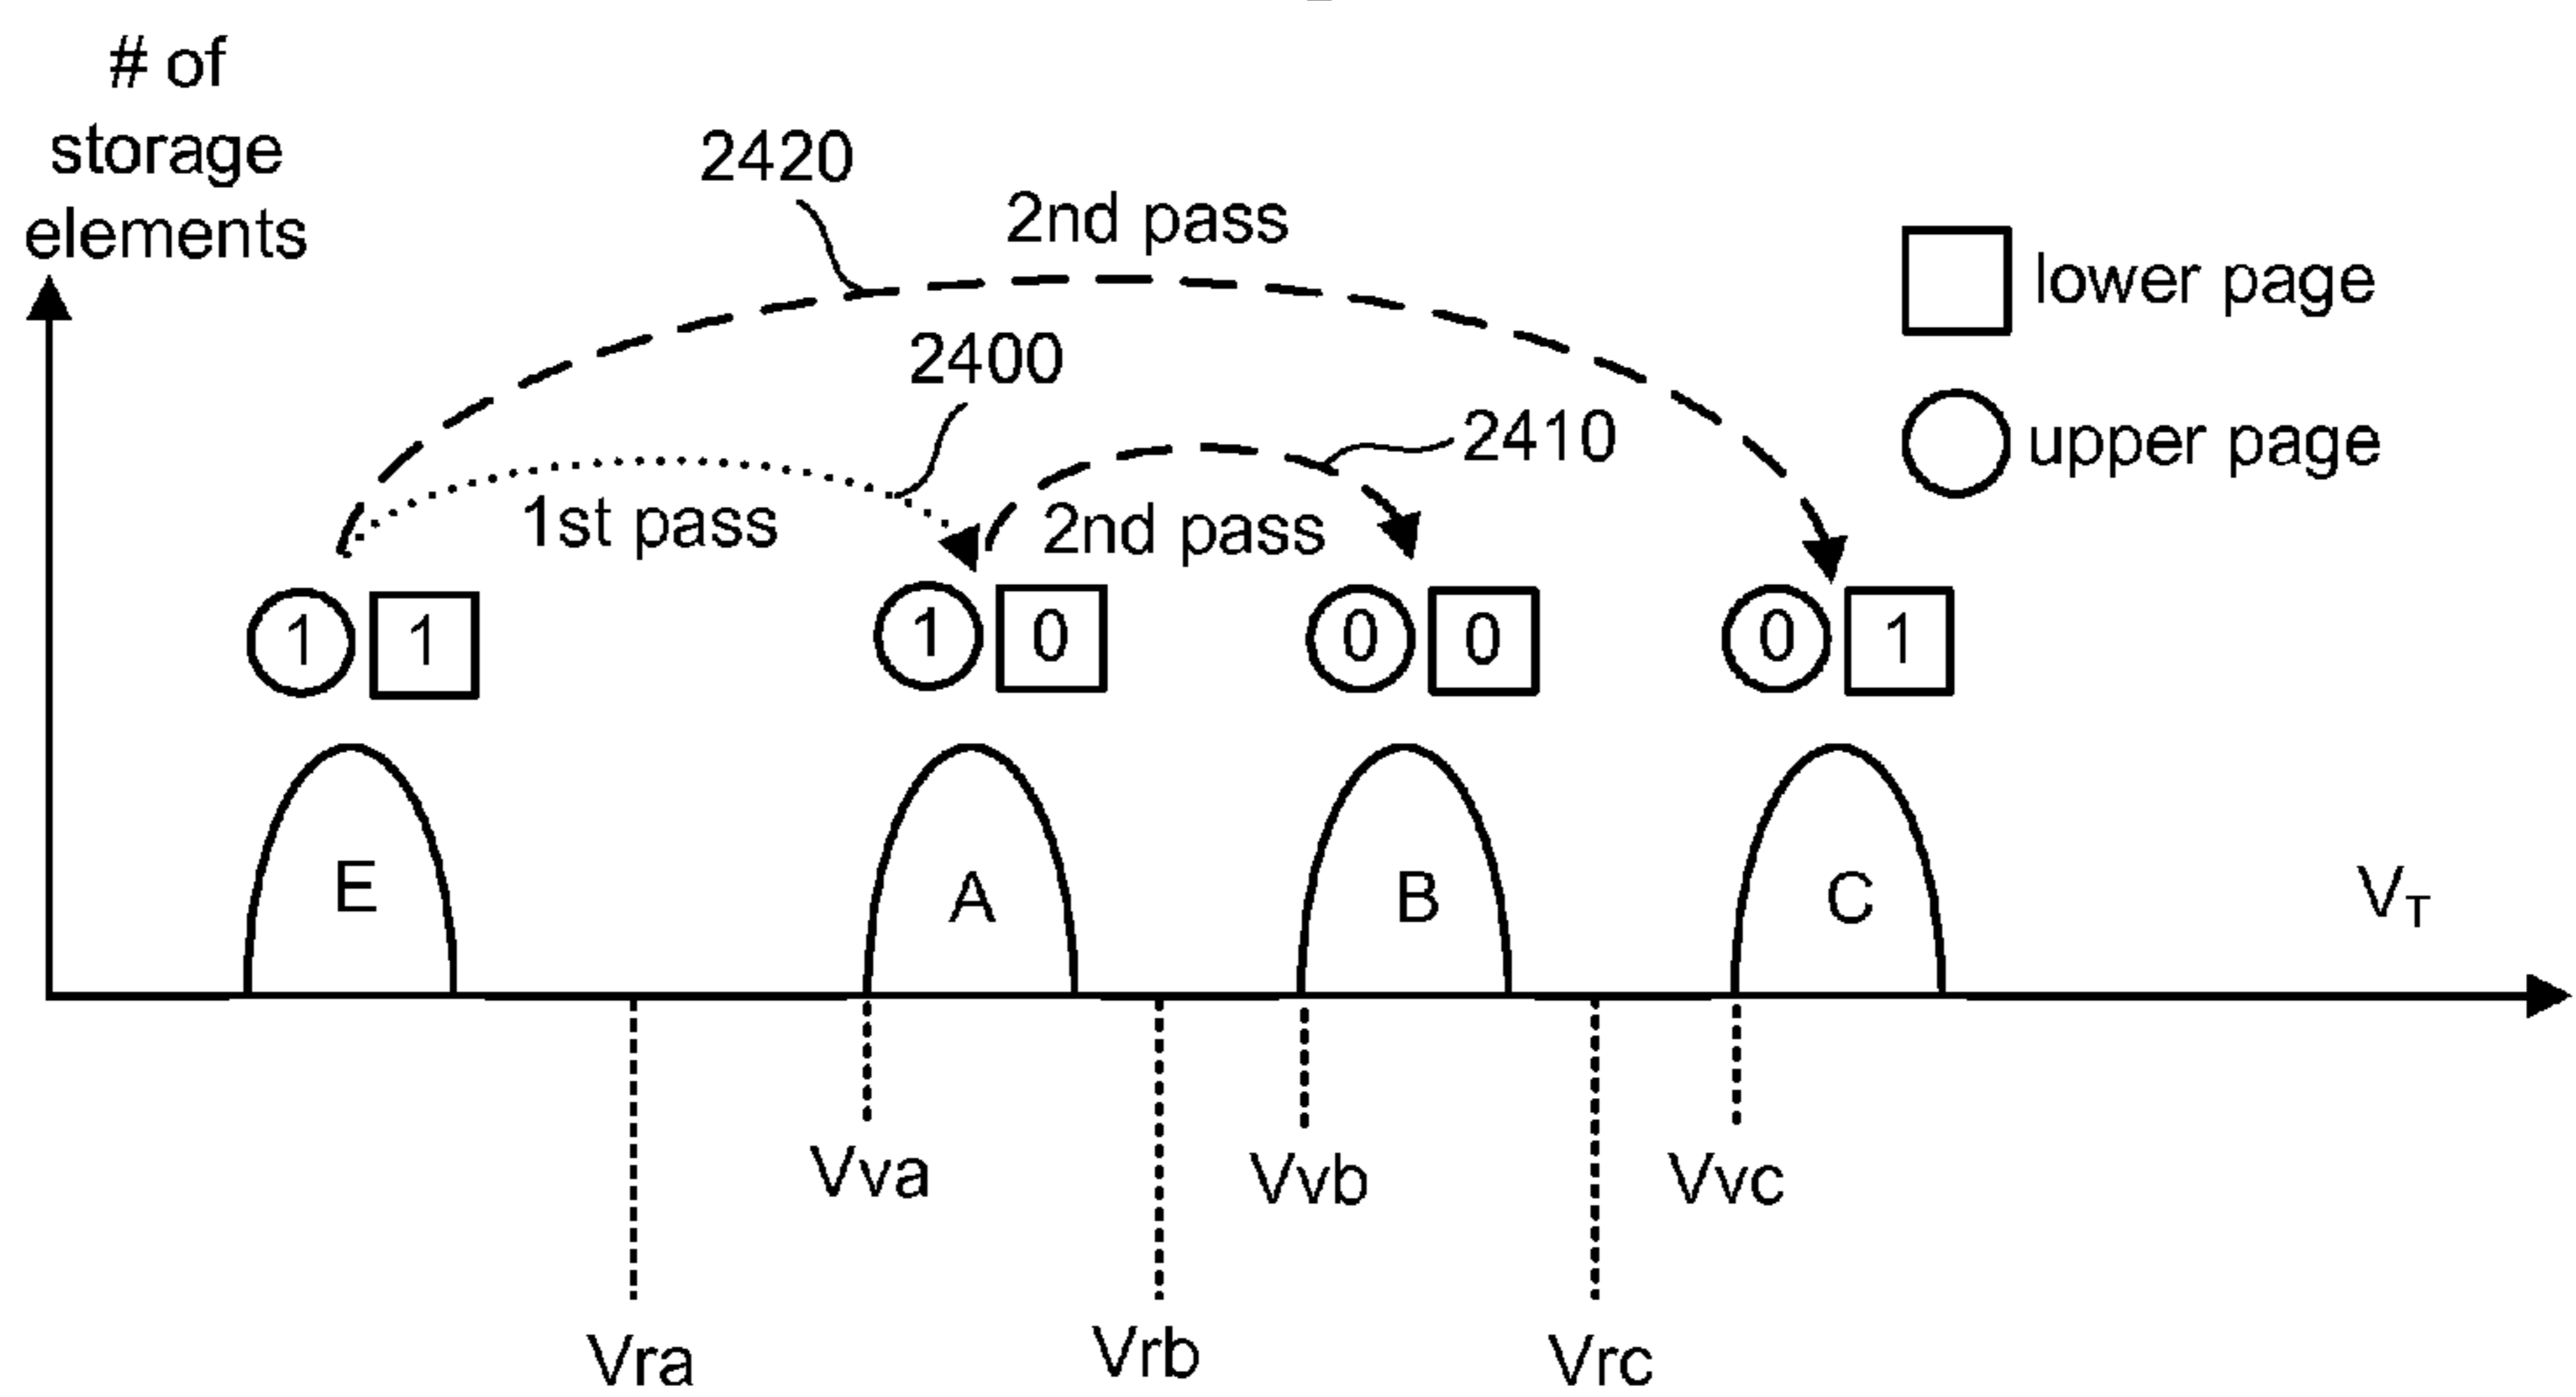 # of
storage
elements
2420
2nd pass
lower page
2400
2410
upper page
1st pass
2nd pass
1 1
1 0
0 0
0 1
E
A
B
C
VT
Vva
Vvb
Vvc
Vra
Vrb
Vrc